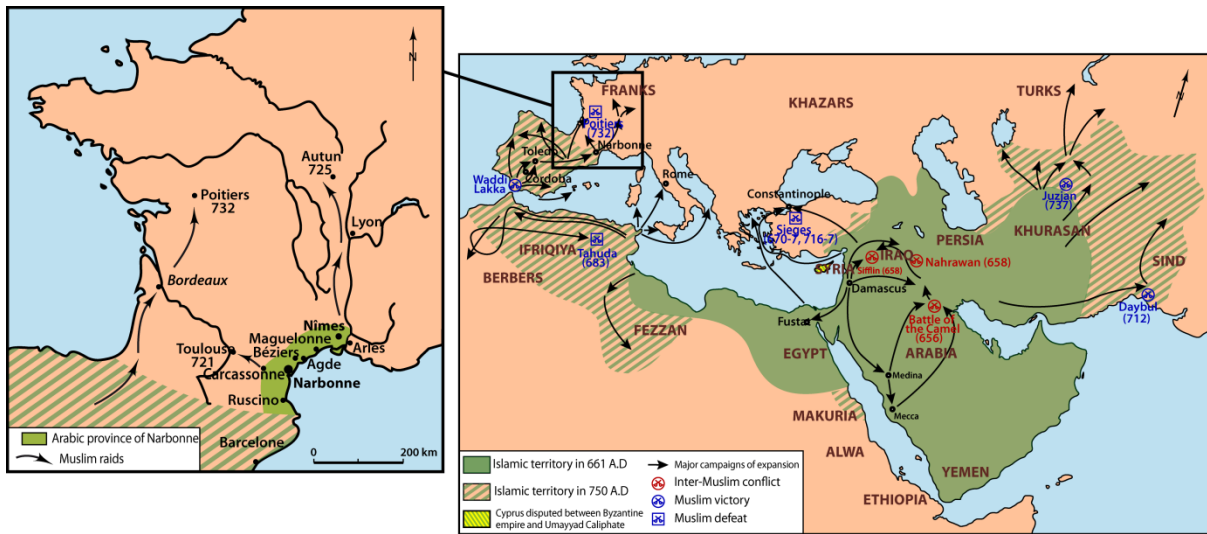 N
Autun
725
Poitiers
732
Lyon
Bordeaux
Nîmes
Maguelonne
Arles
Toulouse
721
Béziers
Agde
Carcassonne
Narbonne
Ruscino
Barcelone
Arabic province of Narbonne
Muslim raids
0
200 km
N
FRANKS
KHAZARS
TURKS
Poitiers
(732)
Narbonne
Toledo
Cordoba
Waddi
Lakka
Rome
Constantinople
Sieges
(670-7, 716-7)
Juzjan
(737)
KHURASAN
PERSIA
IFRIQIYA
Tahuda
(683)
BERBERS
SYRIA
IRAQ
Siffiin (658)
Nahrawan (658)
SIND
Damascus
Daybul
(712)
Fustat
Battle of
the Camel
(656)
FEZZAN
EGYPT
ARABIA
Medina
Mecca
MAKURIA
ALWA
YEMEN
ETHIOPIA
Islamic territory in 661 A.D
Islamic territory in 750 A.D
Cyprus disputed between Byzantine
empire and Umayyad Caliphate
Major campaigns of expansion
Inter-Muslim conflict
Muslim victory
Muslim defeat